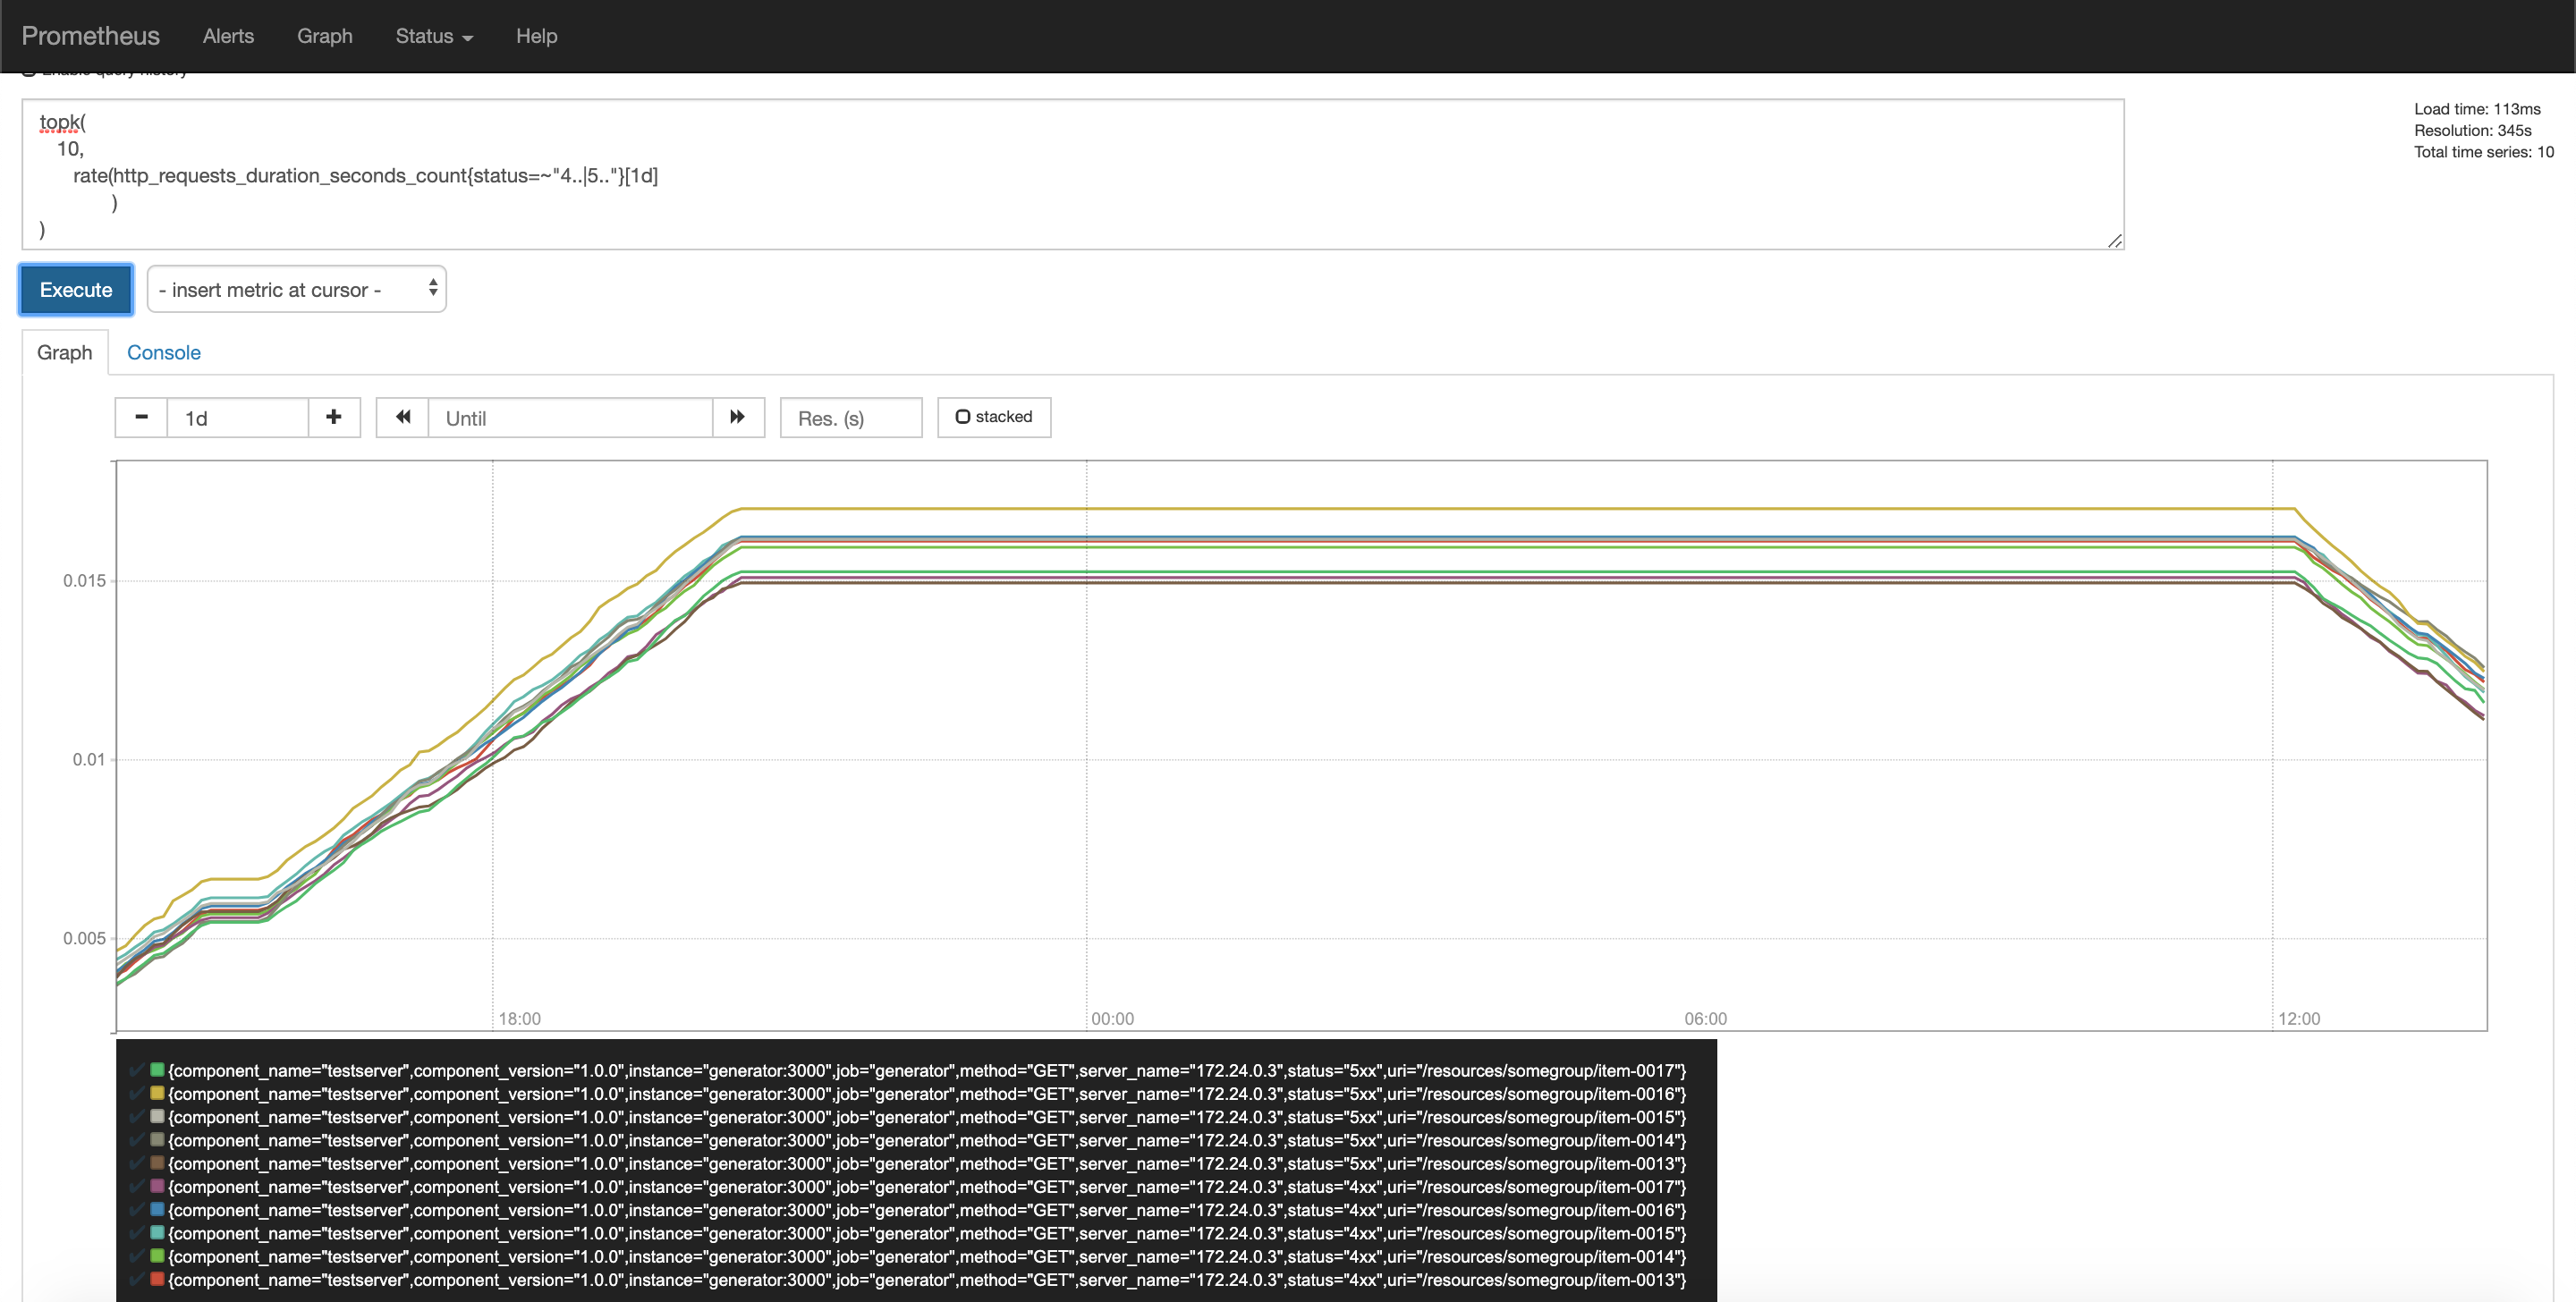 Prometheus Alerts Graph Status Help
Enable query history
topk(
10,
rate(http_requests_duration_seconds_count{status=~"4..|5.."}[1d]
)
)
Load time: 113ms
Resolution: 345s
Total time series: 10
Execute - insert metric at cursor -
Graph Console
1d Until Res. (s) stacked
0.015
0.01
0.005
18:00 00:00 06:00 12:00
{component_name="testserver",component_version="1.0.0",instance="generator:3000",job="generator",method="GET",server_name="172.24.0.3",status="5xx",uri="/resources/somegroup/item-0017"}
{component_name="testserver",component_version="1.0.0",instance="generator:3000",job="generator",method="GET",server_name="172.24.0.3",status="5xx",uri="/resources/somegroup/item-0016"}
{component_name="testserver",component_version="1.0.0",instance="generator:3000",job="generator",method="GET",server_name="172.24.0.3",status="5xx",uri="/resources/somegroup/item-0015"}
{component_name="testserver",component_version="1.0.0",instance="generator:3000",job="generator",method="GET",server_name="172.24.0.3",status="5xx",uri="/resources/somegroup/item-0014"}
{component_name="testserver",component_version="1.0.0",instance="generator:3000",job="generator",method="GET",server_name="172.24.0.3",status="5xx",uri="/resources/somegroup/item-0013"}
{component_name="testserver",component_version="1.0.0",instance="generator:3000",job="generator",method="GET",server_name="172.24.0.3",status="4xx",uri="/resources/somegroup/item-0017"}
{component_name="testserver",component_version="1.0.0",instance="generator:3000",job="generator",method="GET",server_name="172.24.0.3",status="4xx",uri="/resources/somegroup/item-0016"}
{component_name="testserver",component_version="1.0.0",instance="generator:3000",job="generator",method="GET",server_name="172.24.0.3",status="4xx",uri="/resources/somegroup/item-0015"}
{component_name="testserver",component_version="1.0.0",instance="generator:3000",job="generator",method="GET",server_name="172.24.0.3",status="4xx",uri="/resources/somegroup/item-0014"}
{component_name="testserver",component_version="1.0.0",instance="generator:3000",job="generator",method="GET",server_name="172.24.0.3",status="4xx",uri="/resources/somegroup/item-0013"}